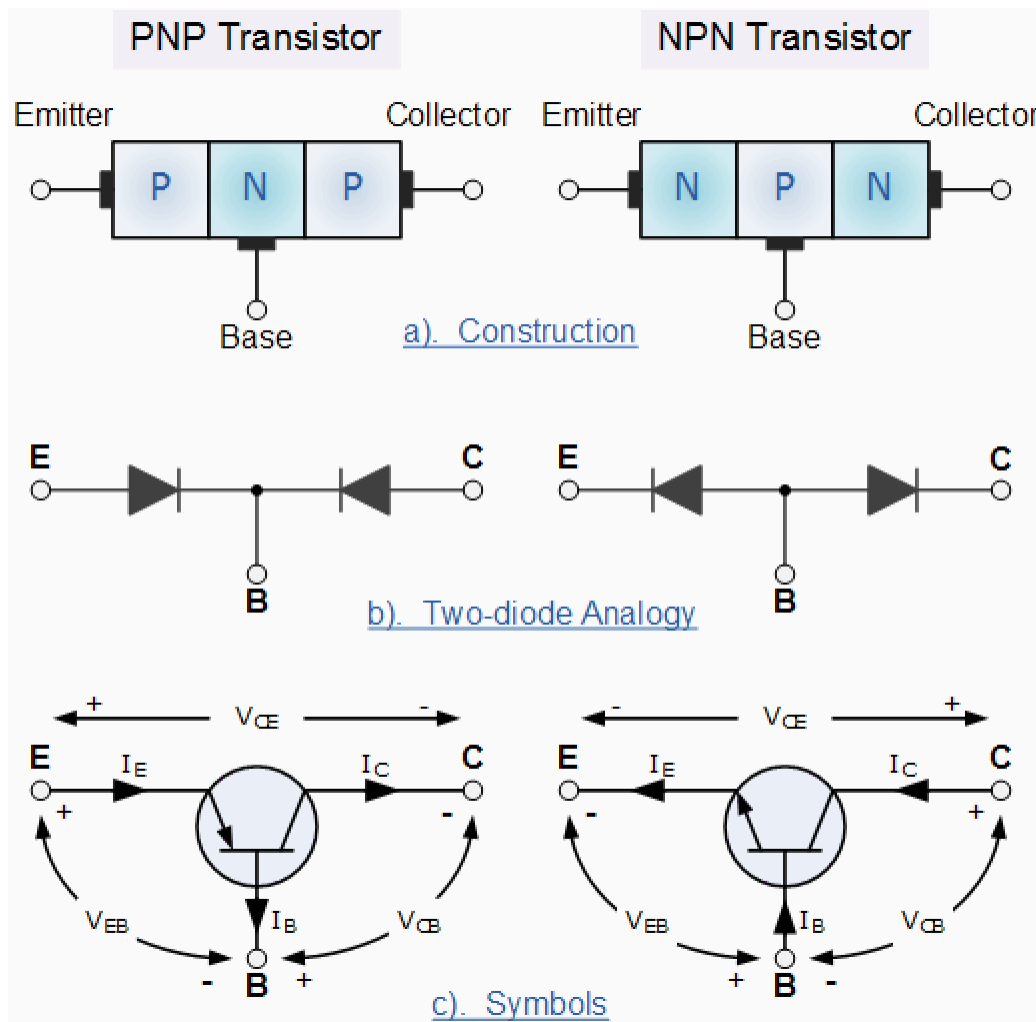 PNP Transistor
NPN Transistor
Emitter
Collector
Emitter
Collector
P N P
N P N
Base
a). Construction
Base
E
C
E
C
B
b). Two-diode Analogy
B
+ VCE -
- VCE +
E
IE
IC
C
E
IE
IC
C
+
-
-
+
VEB
IB
VCB
VEB
IB
VCB
- B +
+ B -
c). Symbols